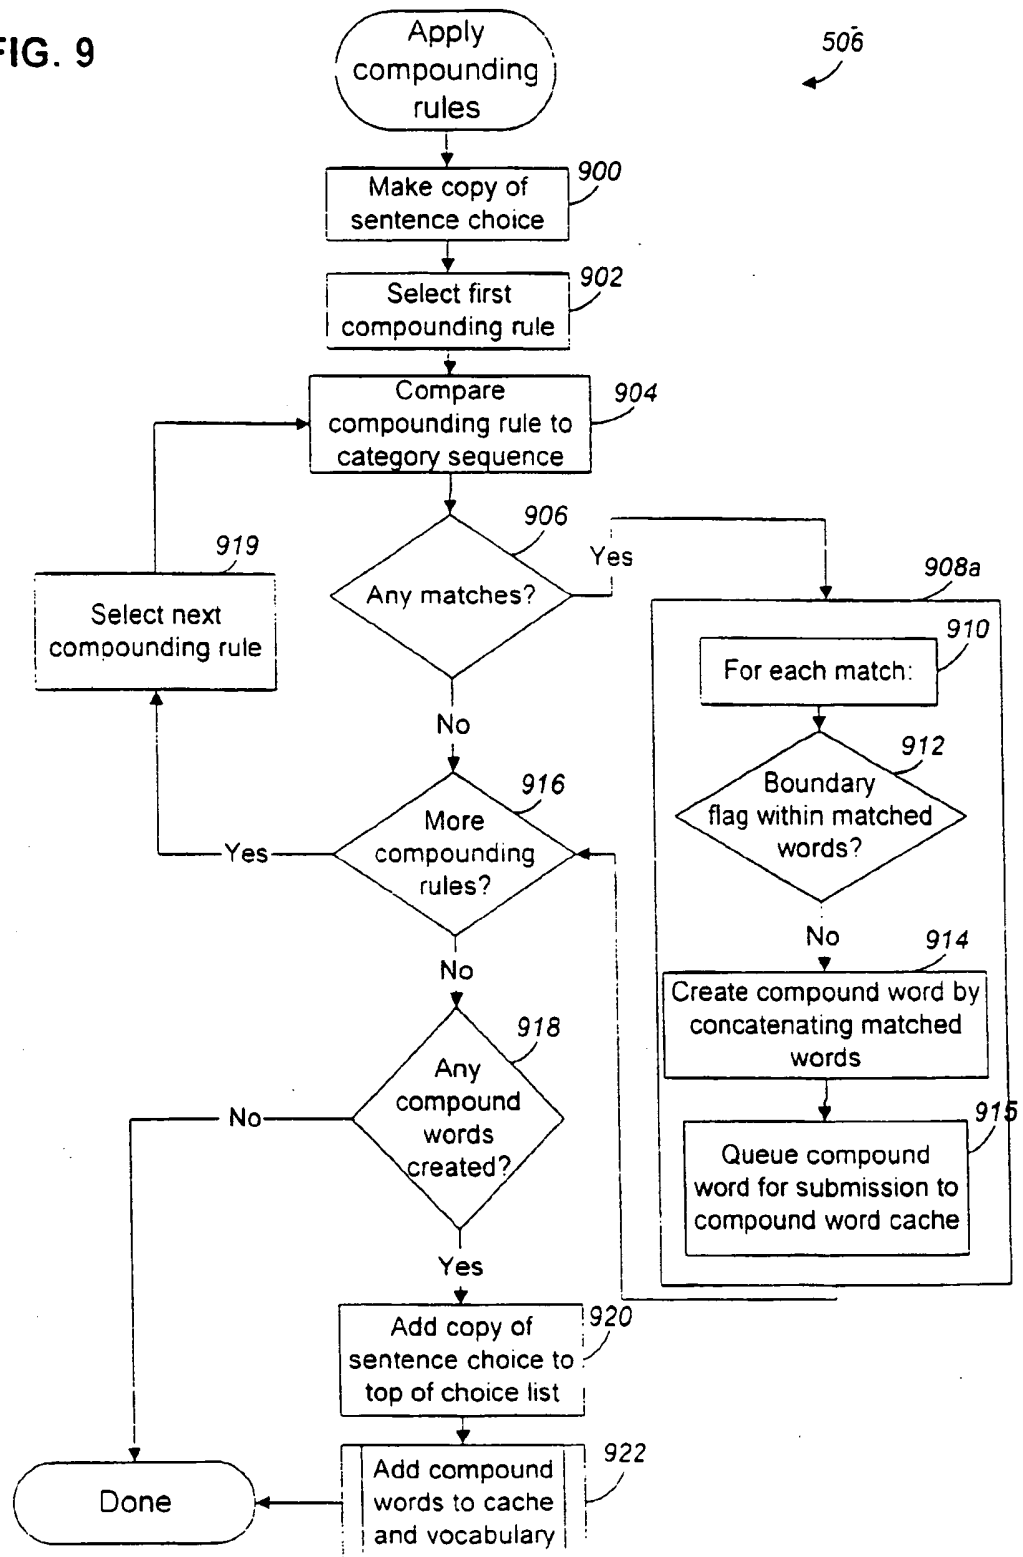 FIG. 9
506
Apply
compounding
rules
900
Make copy of
sentence choice
902
Select first
compounding rule
904
Compare
compounding rule to
category sequence
906
Any matches?
Yes
No
919
Select next
compounding rule
908a
910
For each match:
912
Boundary
flag within matched
words?
No
914
Create compound word by
concatenating matched
words
915
Queue compound
word for submission to
compound word cache
916
More
compounding
rules?
Yes
No
918
Any
compound
words
created?
No
Yes
920
Add copy of
sentence choice to
top of choice list
922
Add compound
words to cache
and vocabulary
Done